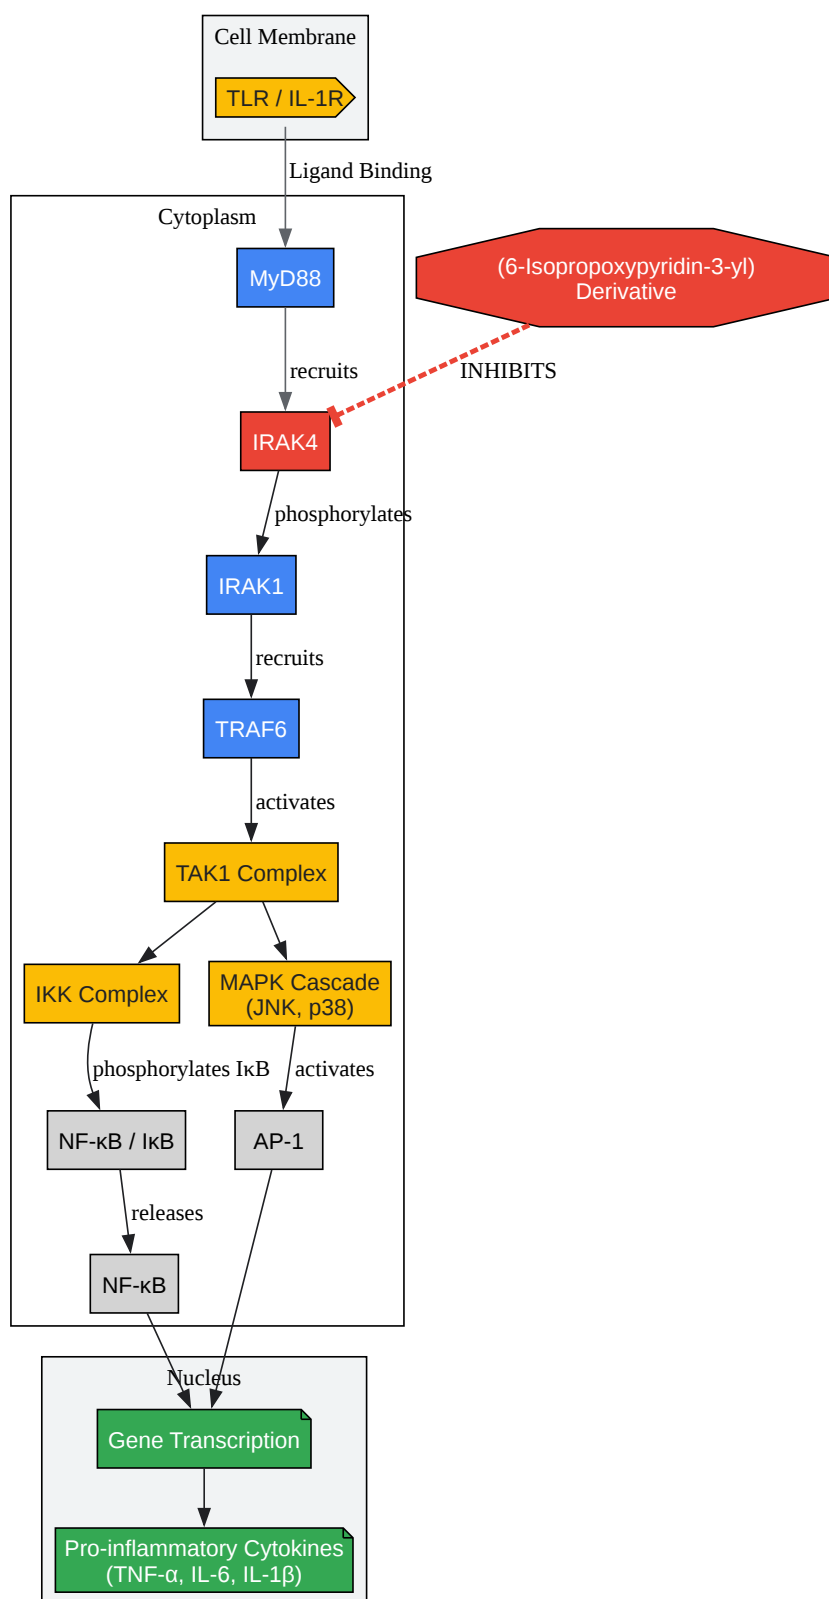 Cell Membrane
TLR / IL-1R
Ligand Binding
Cytoplasm
MyD88
(6-Isopropoxypyridin-3-yl)
Derivative
recruits
INHIBITS
IRAK4
phosphorylates
IRAK1
recruits
TRAF6
activates
TAK1 Complex
IKK Complex
MAPK Cascade
(JNK, p38)
phosphorylates IκB
activates
NF-κB / IκB
AP-1
releases
NF-κB
Nucleus
Gene Transcription
Pro-inflammatory Cytokines
(TNF-α, IL-6, IL-1β)